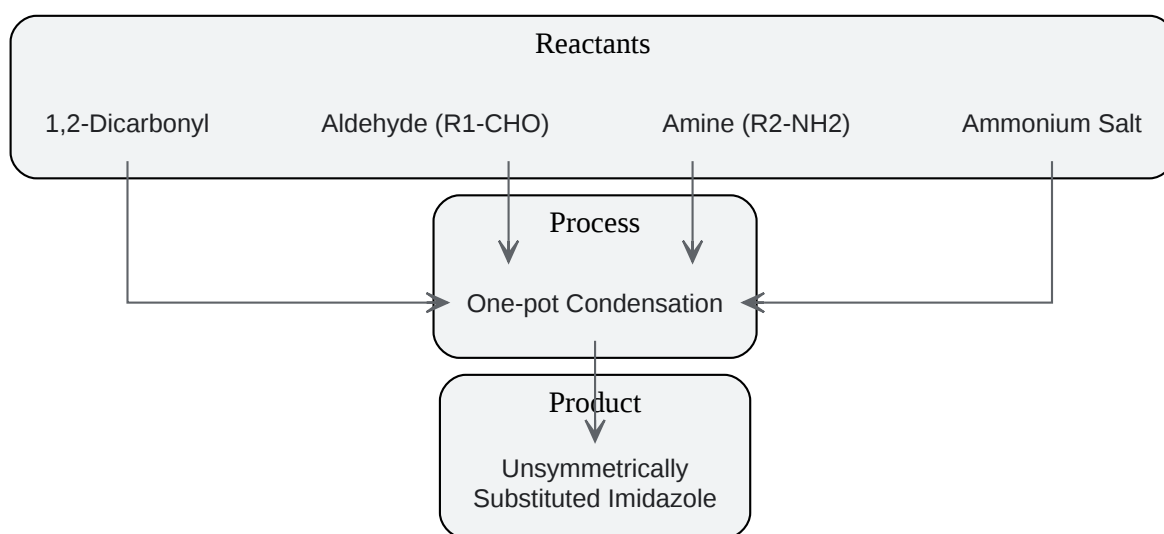 Reactants
1,2-Dicarbonyl
Aldehyde (R1-CHO)
Amine (R2-NH2)
Ammonium Salt
Process
One-pot Condensation
Product
Unsymmetrically
Substituted Imidazole